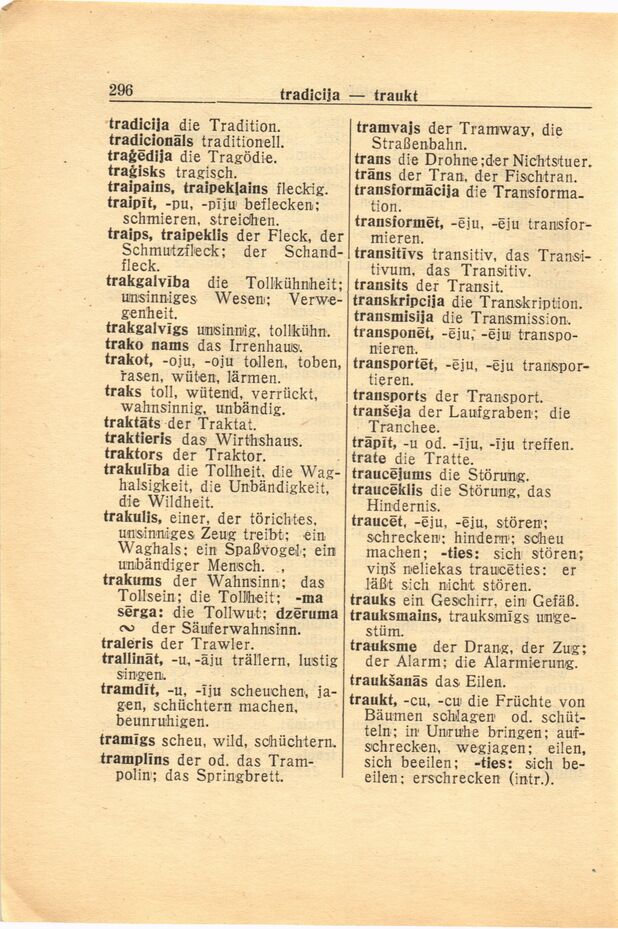 296
tradicija — traukt
tradicija die Tradition.
tradicionāls traditionell.
traģēdija die Tragödie.
traģisks tragisch.
traipains, traipekļains fleckig.
traipīt, -pu, -pīju beflecken;
schmieren, streichen.
traips, traipeklis der Fleck, der
Schmutzfleck; der Schand-
fleck.
trakgalvība die Tollkühnheit;
unsinniges Wesen; Verwe-
genheit.
trakgalvīgs unsinnig, tollkühn.
trako nams das Irrenhaus.
trakot, -oju, -oju tollen, toben,
rasen, wüten, lärmen.
traks toll, wütend, verrückt,
wahnsinnig, unbändig.
traktāts der Traktat.
traktieris das Wirthshaus.
traktors der Traktor.
trakulība die Tollheit, die Wag-
halsigkeit, die Unbändigkeit,
die Wildheit.
trakulis, einer, der törichtes,
unsinniges Zeug treibt; ein
Waghals; ein Spaßvogel; ein
unbändiger Mensch. ,
trakums der Wahnsinn; das
Tollsein; die Tollheit; -ma
sērga: die Tollwut; dzēruma
∾ der Säuferwahnsinn.
traleris der Trawler.
trallināt, -u, -āju trällern, lustig
singen.
tramdīt, -u, -īju scheuchen, ja-
gen, schüchtern machen,
beunruhigen.
tramīgs scheu, wild, schüchtern.
tramplīns der od. das Tram-
polin; das Springbrett.
tramvajs der Tramway, die
Straßenbahn.
trans die Drohne;der Nichtstuer.
trāns der Tran, der Fischtran.
transformācija die Transforma-
tion.
transformēt, -ēju, -ēju transfor-
mieren.
transitīvs transitiv, das Transi-
tivum, das Transitiv.
transits der Transit.
transkripcija die Transkription.
transmisija die Transmission.
transponēt, -ēju, -ēju transpo-
nieren.
transportēt, -ēju, -ēju transpor-
tieren.
transports der Transport.
tranšeja der Laufgraben; die
Tranchee.
trāpīt, -u od. -īju, -īju treffen.
trate die Tratte.
traucējums die Störung.
traucēklis die Störung, das
Hindernis.
traucēt, -ēju, -ēju, stören;
schrecken; hindern; scheu
machen; -ties: sich stören;
viņš neliekas traucēties: er
läßt sich nicht stören.
trauks ein Geschirr, ein Gefäß.
trauksmains, trauksmīgs unge-
stüm.
trauksme der Drang, der Zug;
der Alarm; die Alarmierung.
traukšanās das Eilen.
traukt, -cu, -cu die Früchte von
Bäumen schlagen od. schüt-
teln; in Unruhe bringen; auf-
schrecken, wegjagen; eilen,
sich beeilen; -ties: sich be-
eilen; erschrecken (intr.).